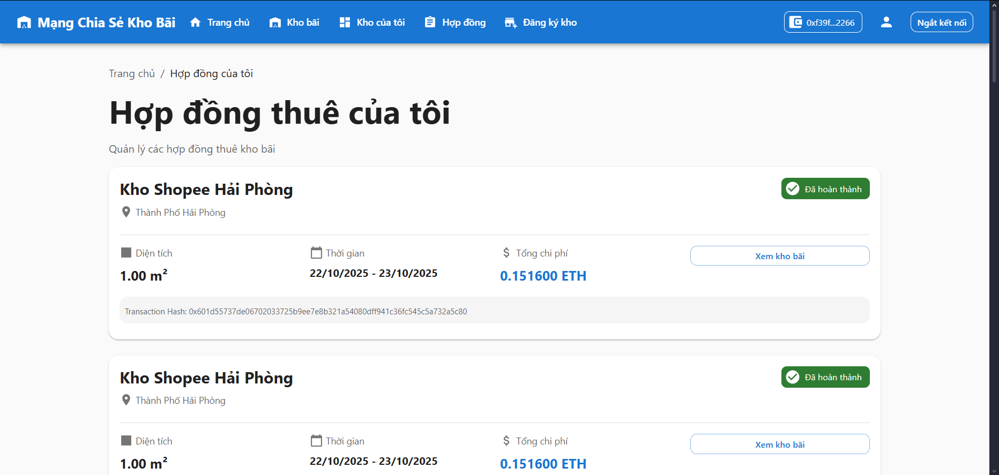 Mạng Chia Sẻ Kho Bãi Trang chủ Kho bãi Kho của tôi Hợp đồng Đăng ký kho 0xf39f...2266 Ngắt kết nối
Trang chủ / Hợp đồng của tôi
Hợp đồng thuê của tôi
Quản lý các hợp đồng thuê kho bãi
Kho Shopee Hải Phòng Đã hoàn thành
Thành Phố Hải Phòng
Diện tích Thời gian Tổng chi phí Xem kho bãi
1.00 m² 22/10/2025 - 23/10/2025 0.151600 ETH
Transaction Hash: 0x601d55737de06702033725b9ee7e8b321a54080dff941c36fc545c5a732a5c80
Kho Shopee Hải Phòng Đã hoàn thành
Thành Phố Hải Phòng
Diện tích Thời gian Tổng chi phí Xem kho bãi
1.00 m² 22/10/2025 - 23/10/2025 0.151600 ETH